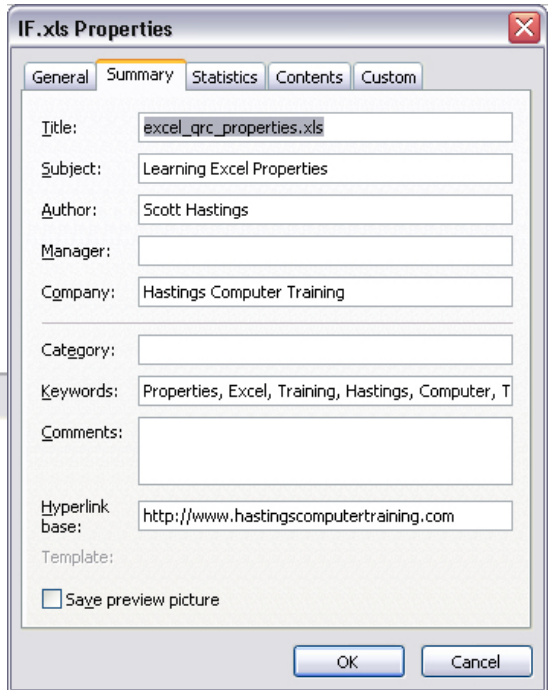 IF.xls Properties
General Summary Statistics Contents Custom
Title: excel_qrc_properties.xls
Subject: Learning Excel Properties
Author: Scott Hastings
Manager:
Company: Hastings Computer Training
Category:
Keywords: Properties, Excel, Training, Hastings, Computer, T
Comments:
Hyperlink
base: http://www.hastingscomputertraining.com
Template:
Save preview picture
OK Cancel